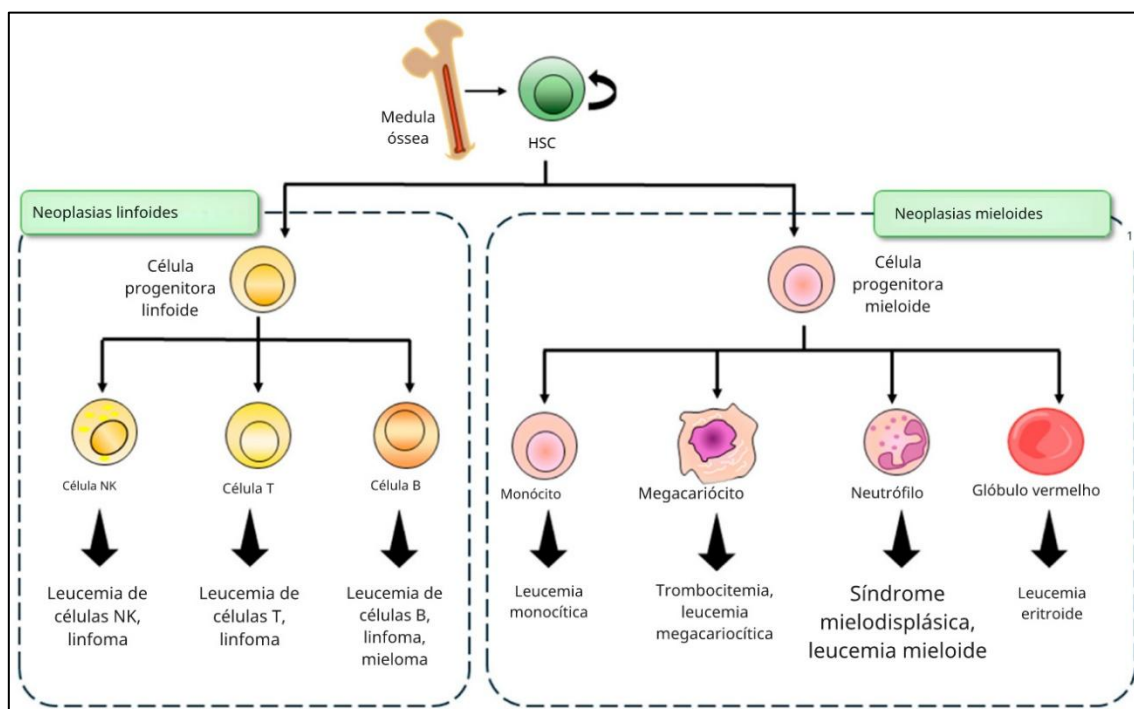 Medula
óssea
HSC
Neoplasias linfoides
Neoplasias mieloides
1
Célula
progenitora
linfoide
Célula
progenitora
mieloide
Célula NK
Célula T
Célula B
Monócito
Megacariócito
Neutrófilo
Glóbulo vermelho
Leucemia de
células NK,
linfoma
Leucemia de
células T,
linfoma
Leucemia de
células B,
linfoma,
mieloma
Leucemia
monocítica
Trombocitemia,
leucemia
megacariocítica
Síndrome
mielodisplásica,
leucemia mieloide
Leucemia
eritroide